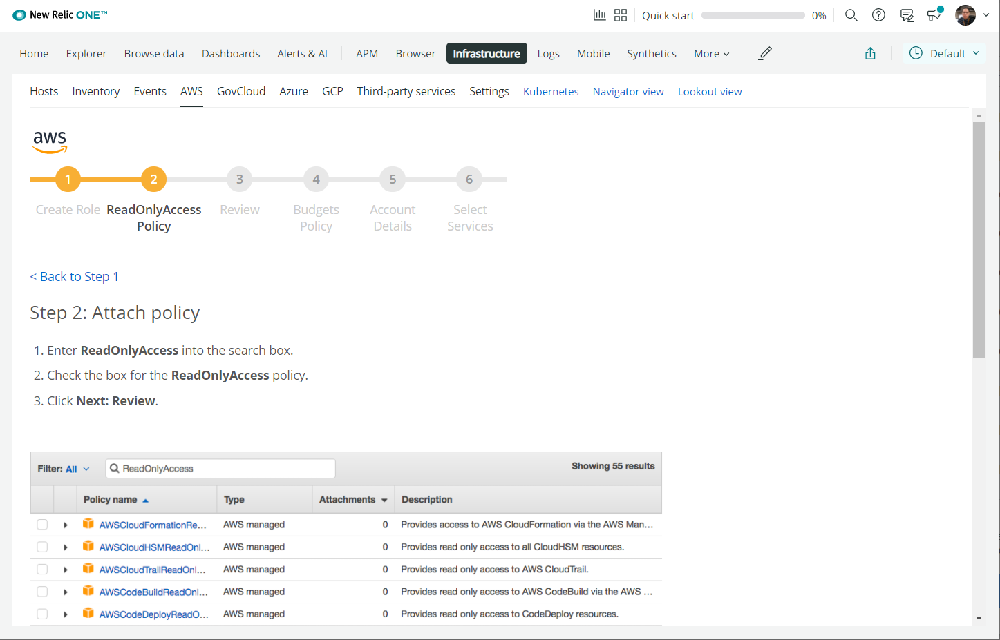 New Relic ONE™
Quick start 0%
Home Explorer Browse data Dashboards Alerts & AI APM Browser Infrastructure Logs Mobile Synthetics More Default
Hosts Inventory Events AWS GovCloud Azure GCP Third-party services Settings Kubernetes Navigator view Lookout view
aws
1 2 3 4 5 6
Create Role ReadOnlyAccess Policy Review Budgets Policy Account Details Select Services
< Back to Step 1
Step 2: Attach policy
1. Enter ReadOnlyAccess into the search box.
2. Check the box for the ReadOnlyAccess policy.
3. Click Next: Review.
Filter: All ReadOnlyAccess Showing 55 results
Policy name Type Attachments Description
AWSCloudFormationRe... AWS managed 0 Provides access to AWS CloudFormation via the AWS Man...
AWSCloudHSMReadOnl... AWS managed 0 Provides read only access to all CloudHSM resources.
AWSCloudTrailReadOnl... AWS managed 0 Provides read only access to AWS CloudTrail.
AWSCodeBuildReadOnl... AWS managed 0 Provides read only access to AWS CodeBuild via the AWS ...
AWSCodeDeployReadO... AWS managed 0 Provides read only access to CodeDeploy resources.